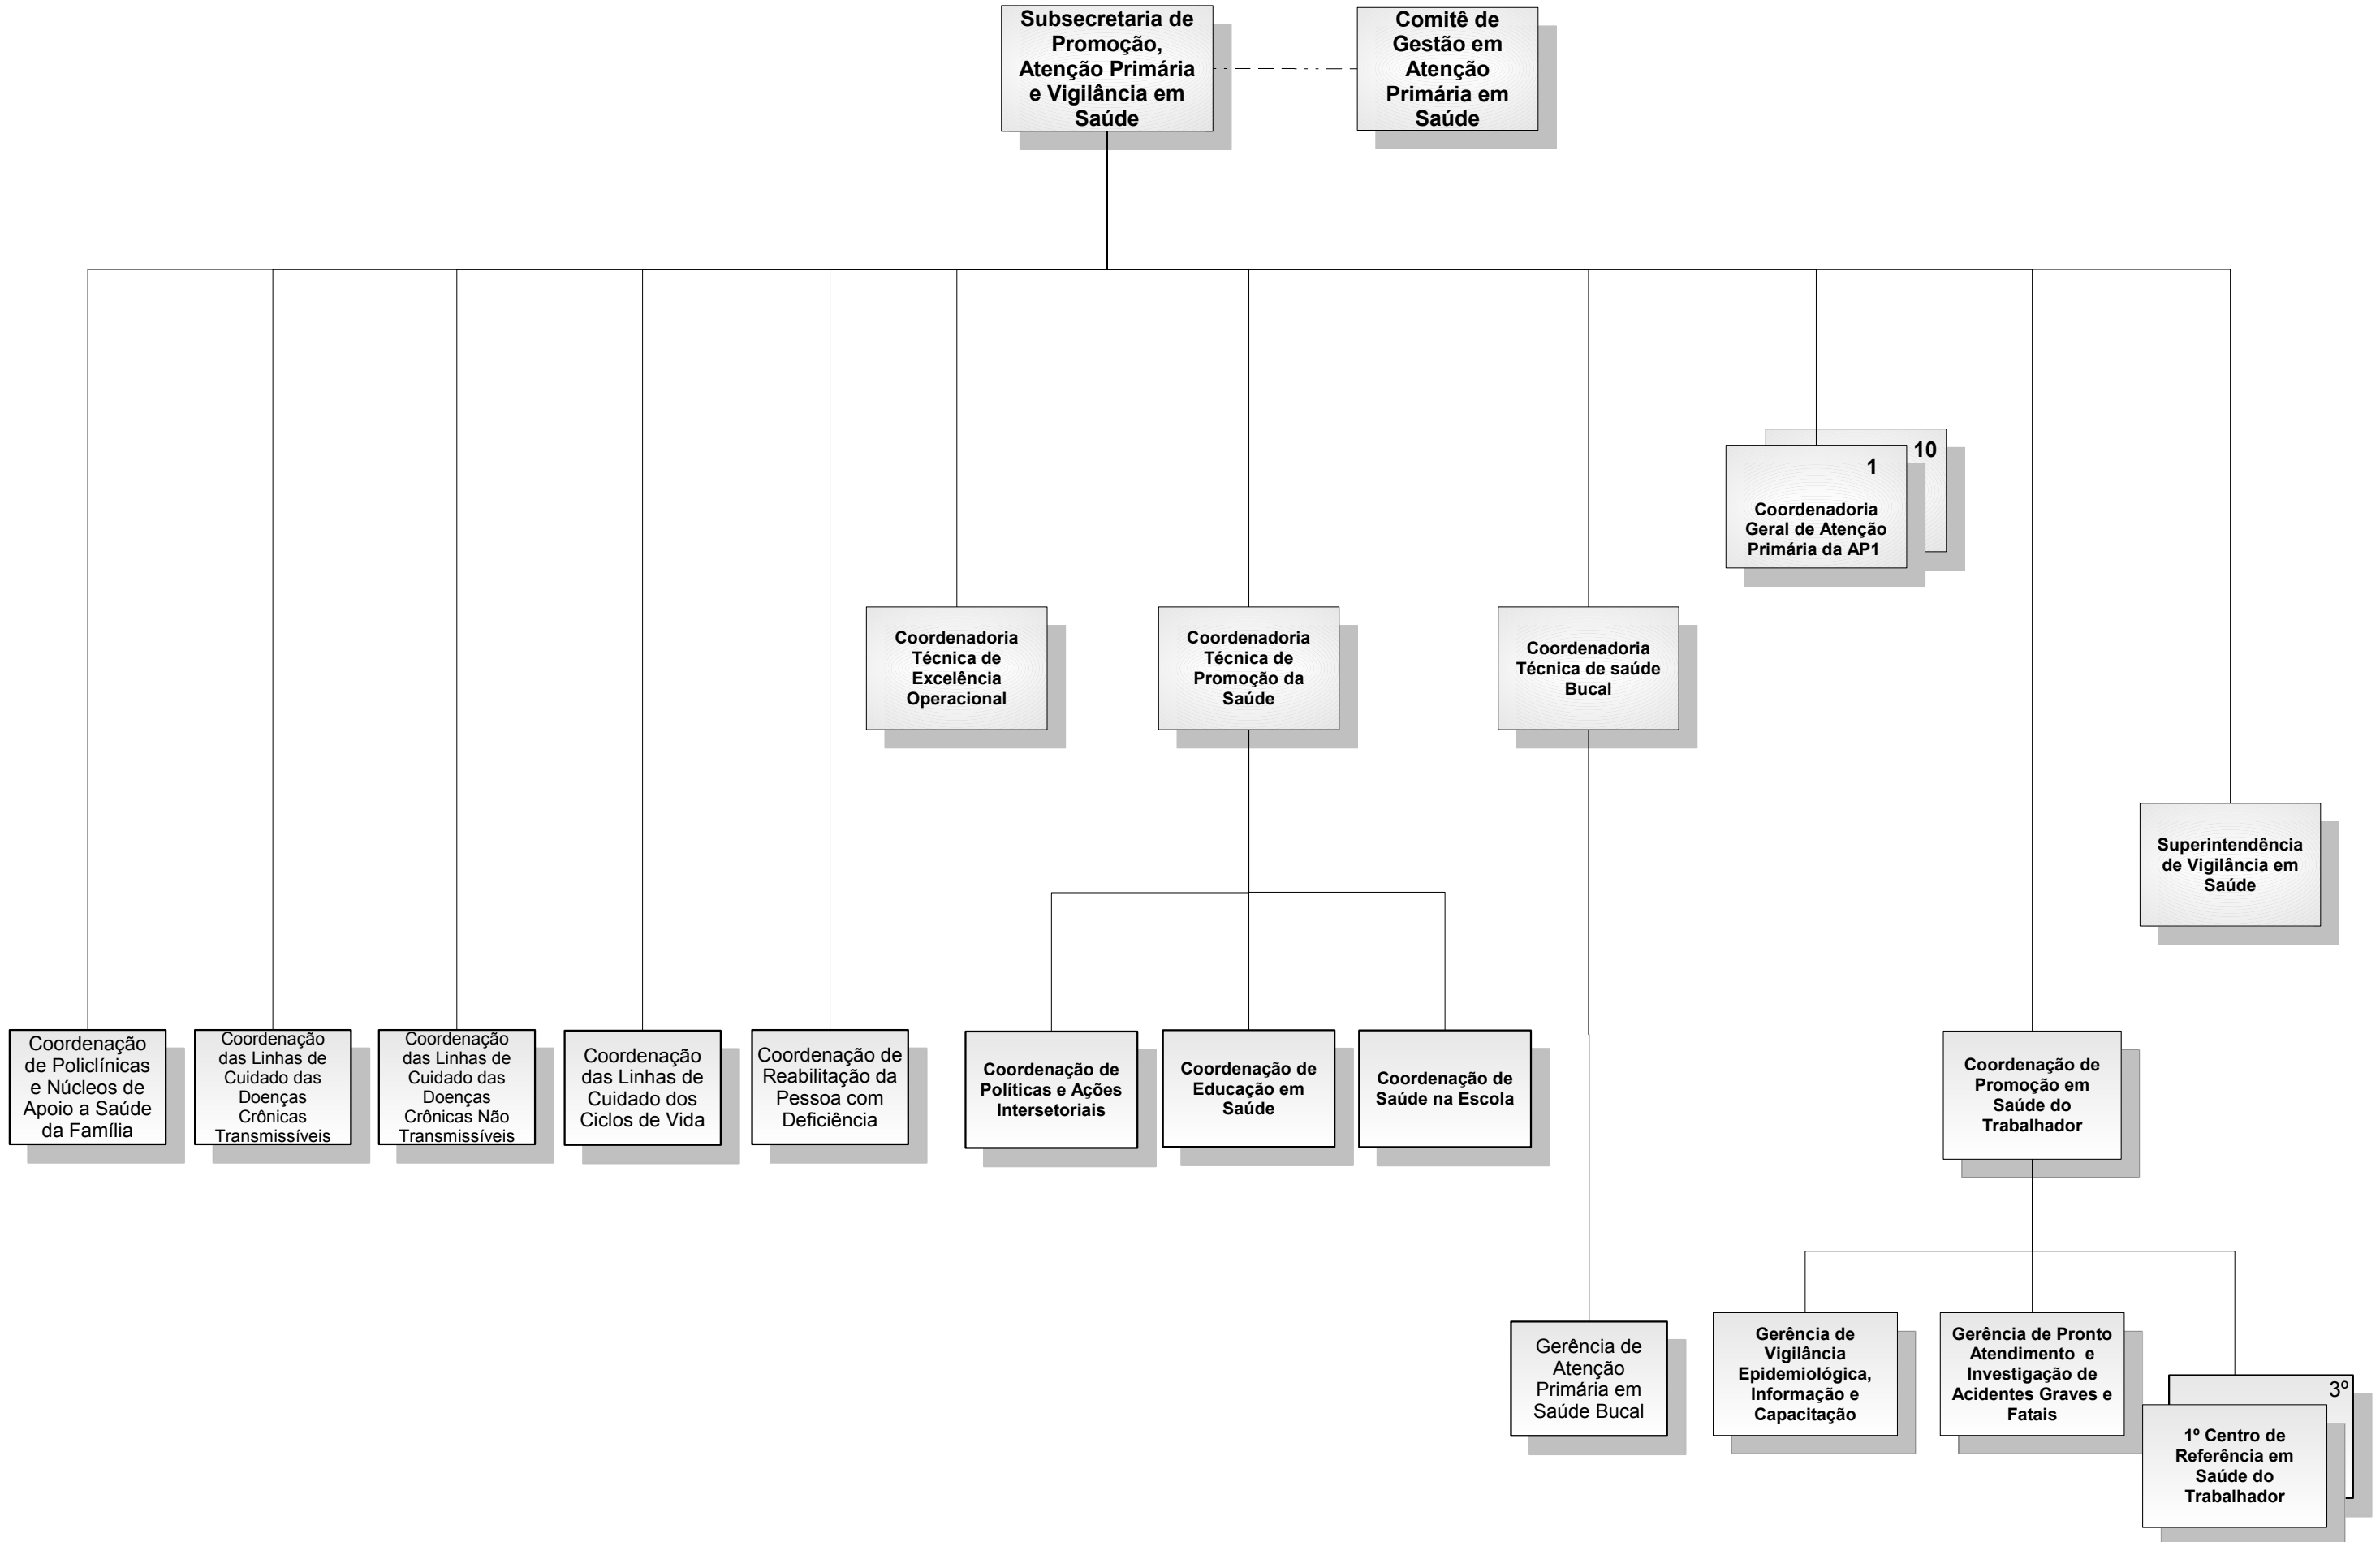 Subsecretaria de
Promoção,
Atenção Primária
e Vigilância em
Saúde
Comitê de
Gestão em
Atenção
Primária em
Saúde
10
1
Coordenadoria
Geral de Atenção
Primária da AP1
Coordenadoria
Técnica de
Excelência
Operacional
Coordenadoria
Técnica de
Promoção da
Saúde
Coordenadoria
Técnica de saúde
Bucal
Superintendência
de Vigilância em
Saúde
Coordenação
de Policlínicas
e Núcleos de
Apoio a Saúde
da Família
Coordenação
das Linhas de
Cuidado das
Doenças
Crônicas
Transmissíveis
Coordenação
das Linhas de
Cuidado das
Doenças
Crônicas Não
Transmissíveis
Coordenação
das Linhas de
Cuidado dos
Ciclos de Vida
Coordenação de
Reabilitação da
Pessoa com
Deficiência
Coordenação de
Políticas e Ações
Intersetoriais
Coordenação de
Educação em
Saúde
Coordenação de
Saúde na Escola
Coordenação de
Promoção em
Saúde do
Trabalhador
Gerência de
Atenção
Primária em
Saúde Bucal
Gerência de
Vigilância
Epidemiológica,
Informação e
Capacitação
Gerência de Pronto
Atendimento e
Investigação de
Acidentes Graves e
Fatais
3º
1º Centro de
Referência em
Saúde do
Trabalhador